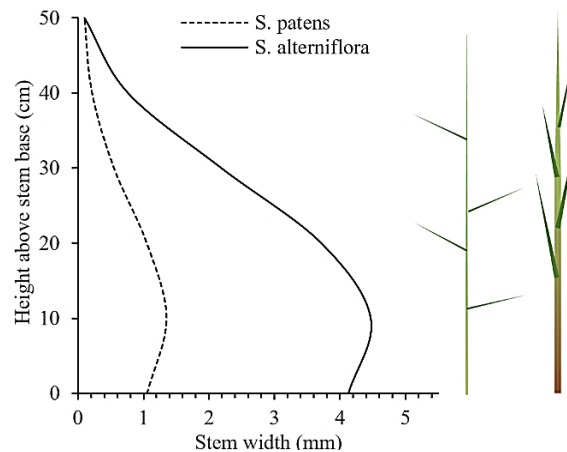 S. patens
S. alterniflora
Height above stem base (cm)
50
40
30
20
10
0
0 1 2 3 4 5
Stem width (mm)